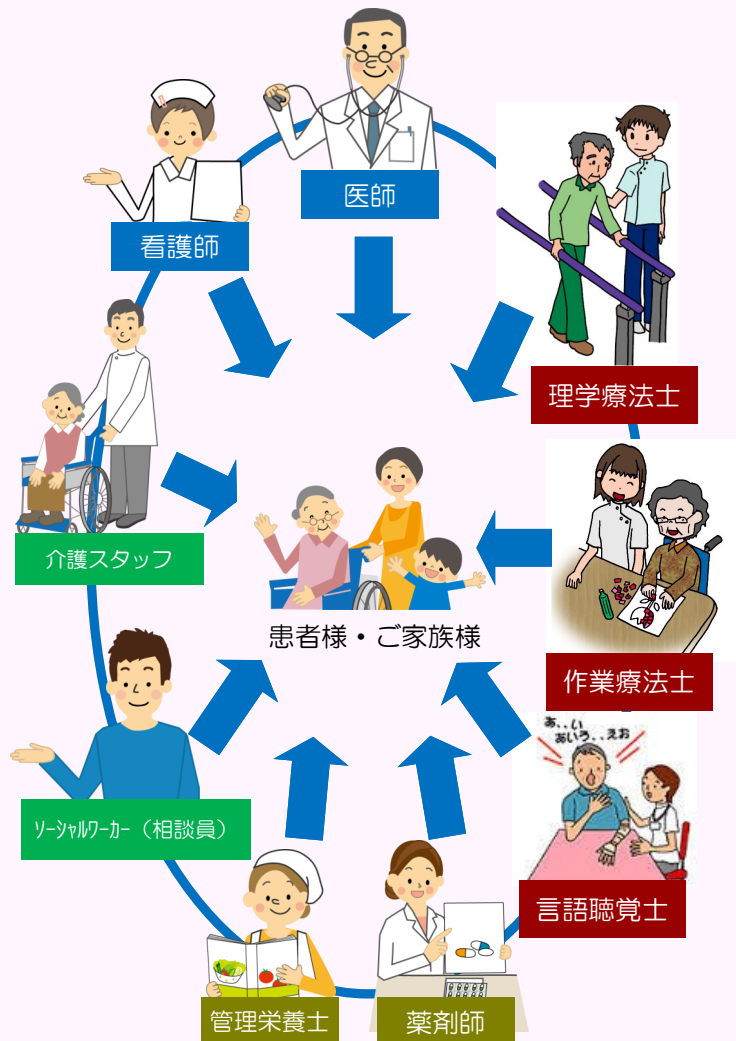 医師
看護師
理学療法士
介護スタッフ
患者様・ご家族様
作業療法士
あ、、い
あいう、、えお
ソーシャルワーカー（相談員）
言語聴覚士
管理栄養士
薬剤師